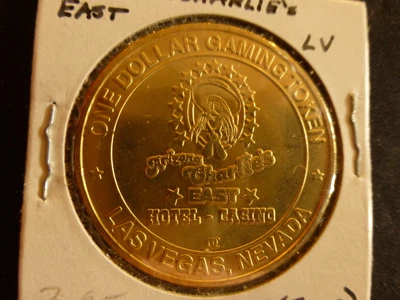 CHARLIE's
EAST
LV
ONE DOLLAR GAMING TOKEN
Arizona
Charlie's
EAST
HOTEL - CASINO
LAS VEGAS, NEVADA